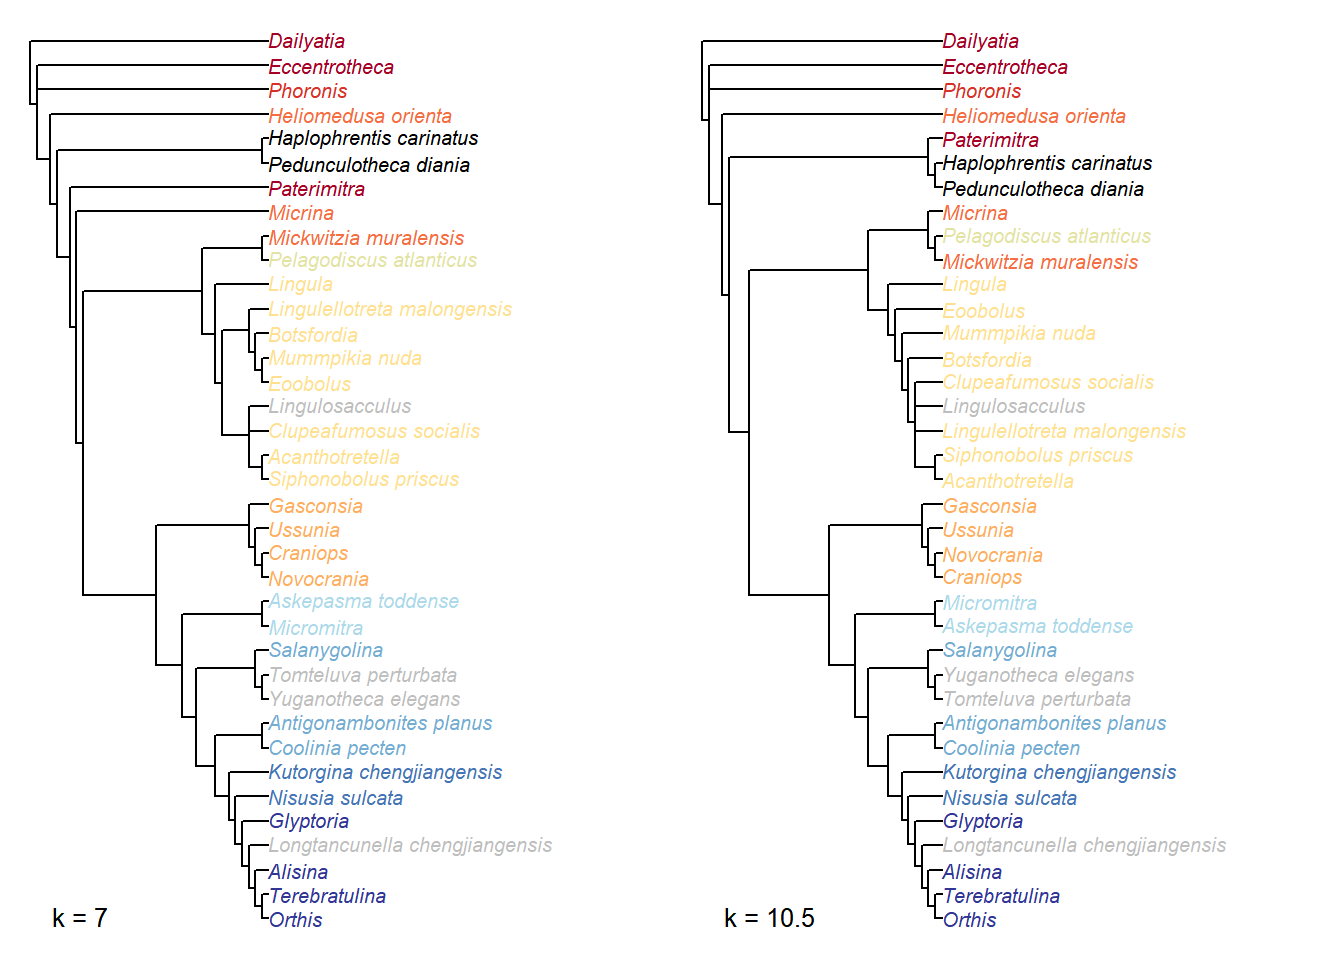 Dailyatia
Eccentrotheca
Phoronis
Heliomedusa orienta
Haplophrentis carinatus
Pedunculotheca diania
Paterimitra
Micrina
Mickwitzia muralensis
Pelagodiscus atlanticus
Lingula
Lingulellotreta malongensis
Botsfordia
Mummpikia nuda
Eoobolus
Lingulosacculus
Clupeafumosus socialis
Acanthotretella
Siphonobolus priscus
Gasconsia
Ussunia
Craniops
Novocrania
Askepasma toddense
Micromitra
Salanygolina
Tomteluva perturbata
Yuganotheca elegans
Antigonambonites planus
Coolinia pecten
Kutorgina chengjiangensis
Nisusia sulcata
Glyptoria
Longtancunella chengjiangensis
Alisina
Terebratulina
Orthis
k = 7
Dailyatia
Eccentrotheca
Phoronis
Heliomedusa orienta
Paterimitra
Haplophrentis carinatus
Pedunculotheca diania
Micrina
Pelagodiscus atlanticus
Mickwitzia muralensis
Lingula
Eoobolus
Mummpikia nuda
Botsfordia
Clupeafumosus socialis
Lingulosacculus
Lingulellotreta malongensis
Siphonobolus priscus
Acanthotretella
Gasconsia
Ussunia
Novocrania
Craniops
Micromitra
Askepasma toddense
Salanygolina
Yuganotheca elegans
Tomteluva perturbata
Antigonambonites planus
Coolinia pecten
Kutorgina chengjiangensis
Nisusia sulcata
Glyptoria
Longtancunella chengjiangensis
Alisina
Terebratulina
Orthis
k = 10.5